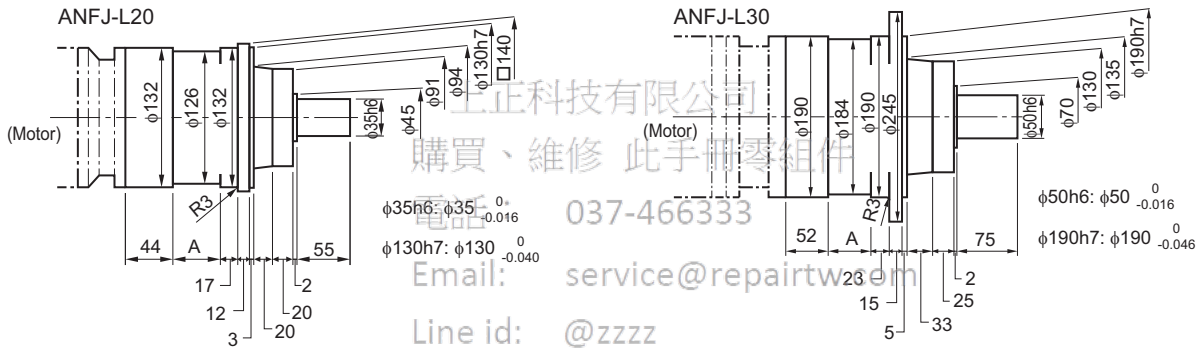 ANFJ-L20
(Motor)
ϕ132
ϕ126
ϕ132
R3
ϕ35h6
ϕ45
ϕ91
ϕ94
ϕ130h7
□140
44
A
55
17
2
12
20
3
20
ϕ35h6: ϕ35 0 -0.016
ϕ130h7: ϕ130 0 -0.040
ANFJ-L30
(Motor)
ϕ190
ϕ184
ϕ190
ϕ245
R3
ϕ50h6
ϕ70
ϕ130
ϕ135
ϕ190h7
52
A
75
23
2
15
25
5
33
ϕ50h6: ϕ50 0 -0.016
ϕ190h7: ϕ190 0 -0.046
正科技有限公司
購買、維修 此手冊零組件
電話: 037-466333
Email: service@repairtw.com
Line id: @zzzz